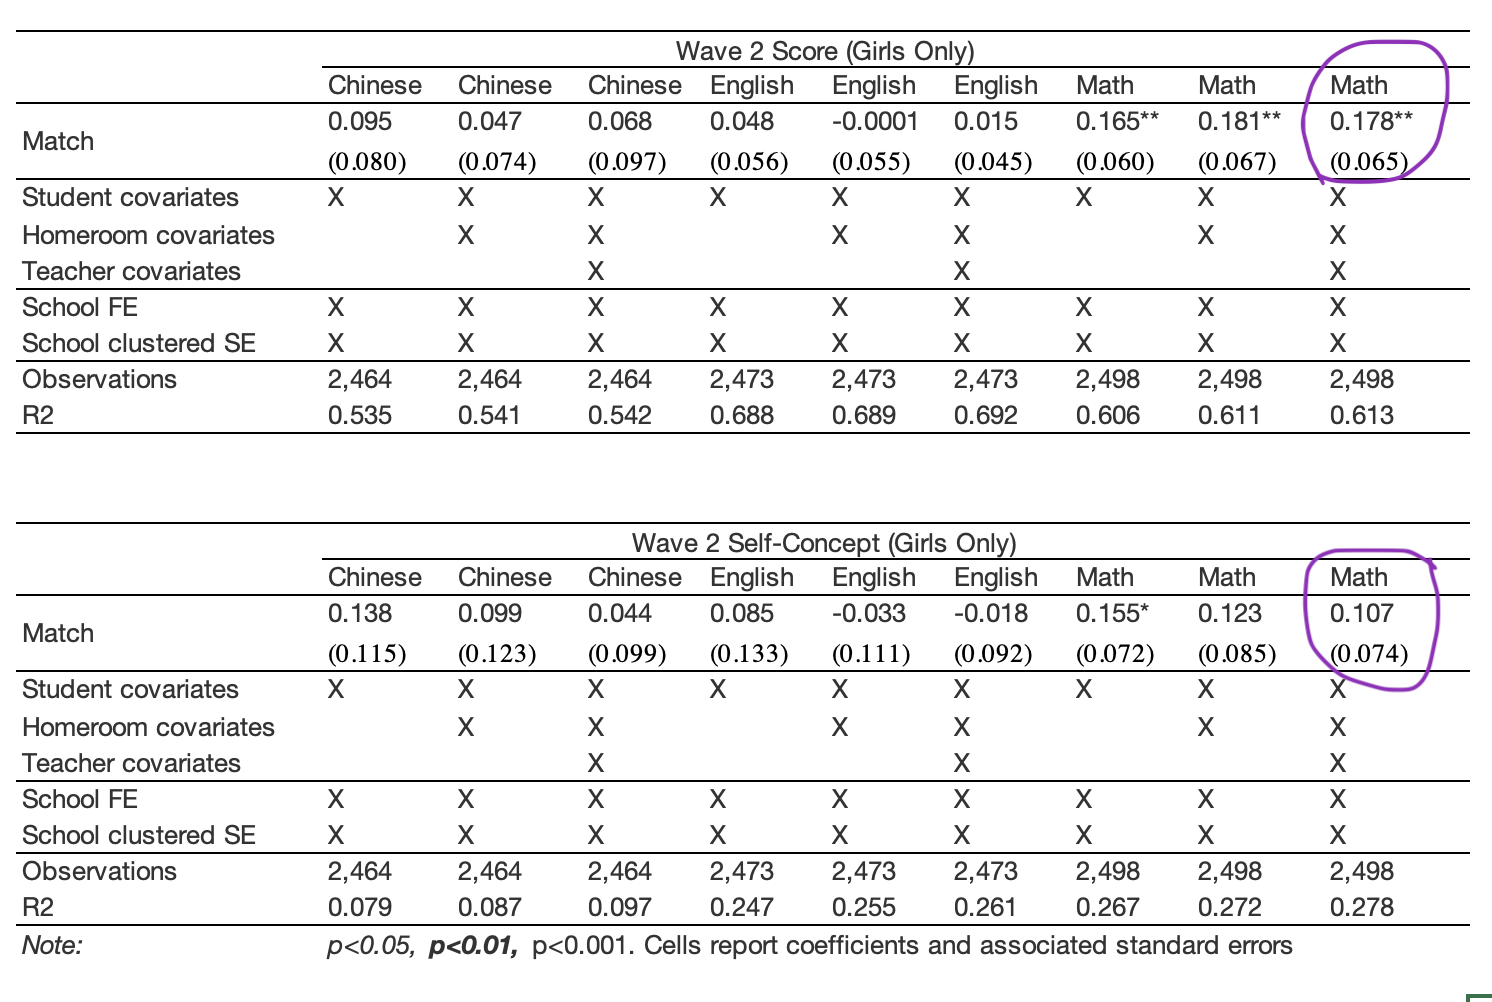 Wave 2 Score (Girls Only)
Chinese Chinese Chinese English English English Math Math Math
Match 0.095 0.047 0.068 0.048 -0.0001 0.015 0.165** 0.181** 0.178**
(0.080) (0.074) (0.097) (0.056) (0.055) (0.045) (0.060) (0.067) (0.065)
Student covariates X X X X X X X X X
Homeroom covariates X X X X X X
Teacher covariates X X X
School FE X X X X X X X X X
School clustered SE X X X X X X X X X
Observations 2,464 2,464 2,464 2,473 2,473 2,473 2,498 2,498 2,498
R2 0.535 0.541 0.542 0.688 0.689 0.692 0.606 0.611 0.613
Wave 2 Self-Concept (Girls Only)
Chinese Chinese Chinese English English English Math Math Math
Match 0.138 0.099 0.044 0.085 -0.033 -0.018 0.155* 0.123 0.107
(0.115) (0.123) (0.099) (0.133) (0.111) (0.092) (0.072) (0.085) (0.074)
Student covariates X X X X X X X X X
Homeroom covariates X X X X X X
Teacher covariates X X X
School FE X X X X X X X X X
School clustered SE X X X X X X X X X
Observations 2,464 2,464 2,464 2,473 2,473 2,473 2,498 2,498 2,498
R2 0.079 0.087 0.097 0.247 0.255 0.261 0.267 0.272 0.278
Note: p<0.05, p<0.01, p<0.001. Cells report coefficients and associated standard errors